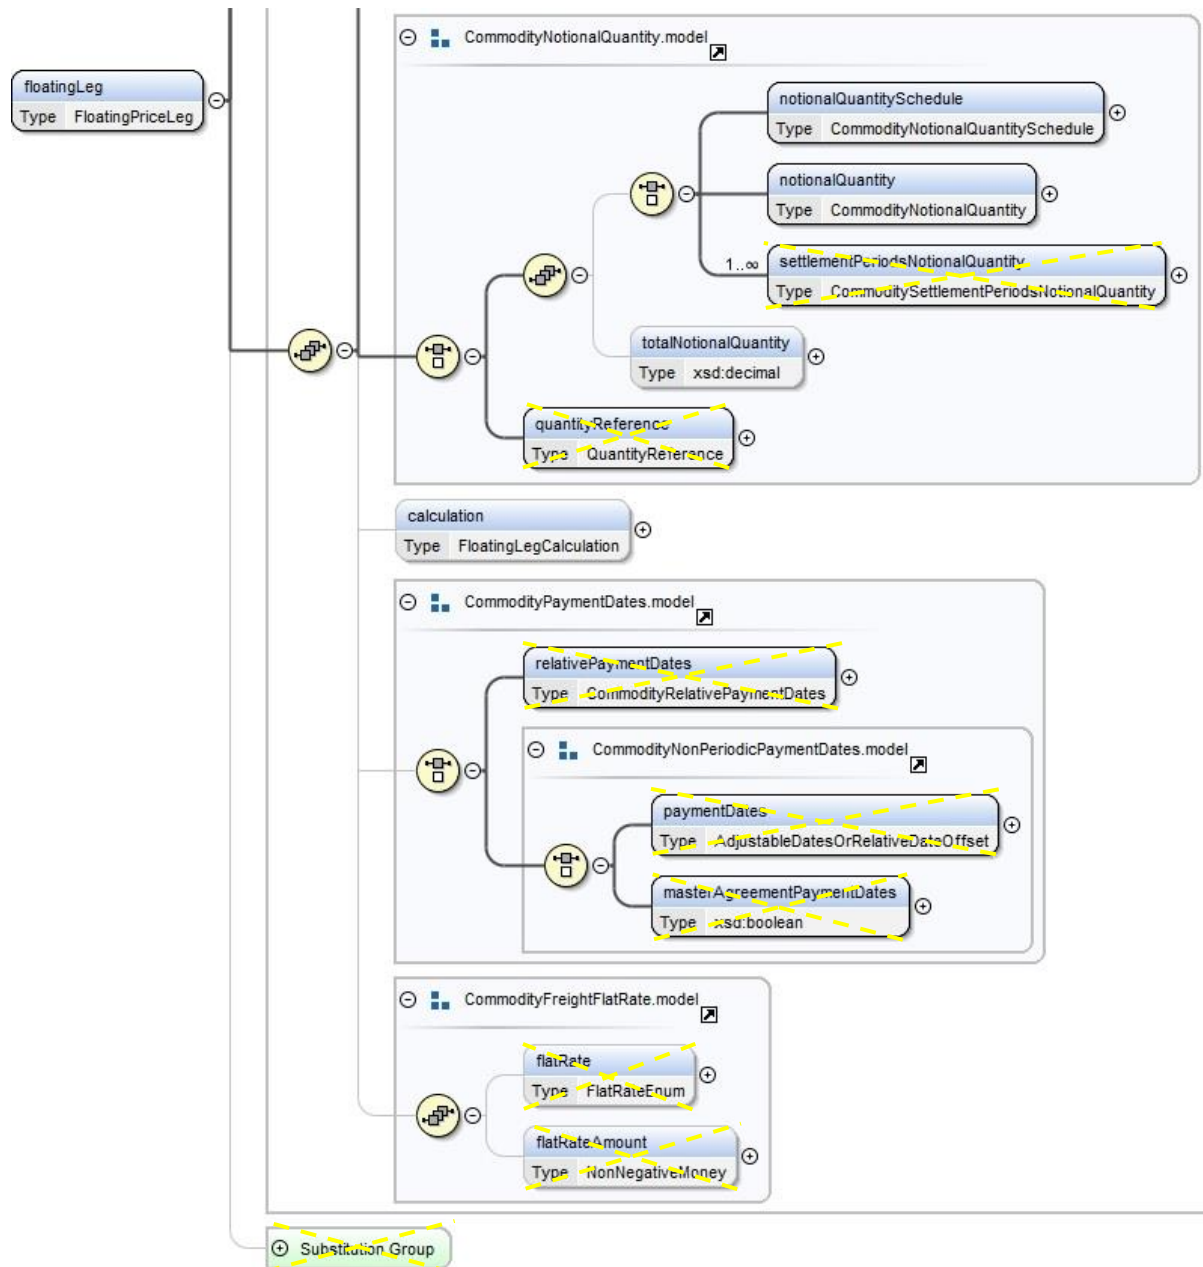 CommodityNotionalQuantity.model
floatingLeg
Type FloatingPriceLeg
notionalQuantitySchedule
Type CommodityNotionalQuantitySchedule
notionalQuantity
Type CommodityNotionalQuantity
1..∞
settlementPeriodsNotionalQuantity
Type CommoditySettlementPeriodsNotionalQuantity
totalNotionalQuantity
Type xsd:decimal
quantityReference
Type QuantityReference
calculation
Type FloatingLegCalculation
CommodityPaymentDates.model
relativePaymentDates
Type CommodityRelativePaymentDates
CommodityNonPeriodicPaymentDates.model
paymentDates
Type AdjustableDatesOrRelativeDateOffset
masterAgreementPaymentDates
Type xsd:boolean
CommodityFreightFlatRate.model
flatRate
Type FlatRateEnum
flatRateAmount
Type NonNegativeMoney
Substitution Group